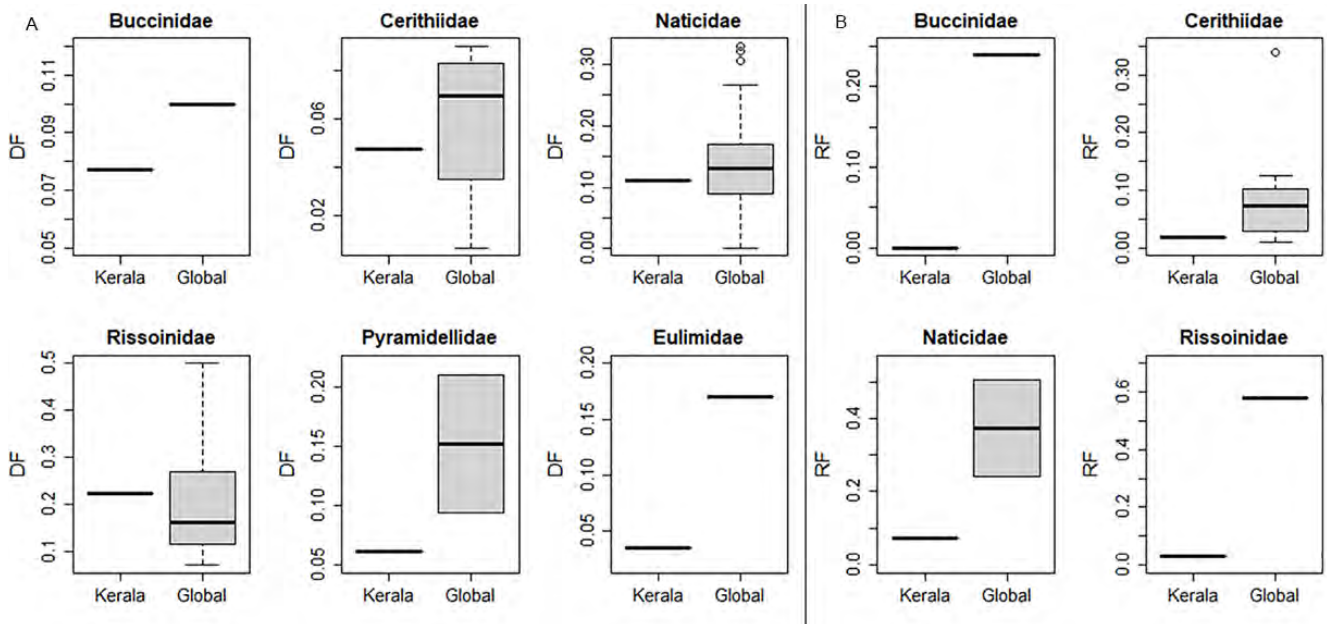 A
Buccinidae
DF
0.05 0.07 0.09 0.11
Kerala Global
Cerithiidae
DF
0.02 0.06
Kerala Global
Naticidae
DF
0.00 0.10 0.20 0.30
Kerala Global
Rissoinidae
DF
0.1 0.2 0.3 0.4 0.5
Kerala Global
Pyramidellidae
DF
0.05 0.10 0.15 0.20
Kerala Global
Eulimidae
DF
0.05 0.10 0.15 0.20
Kerala Global
B
Buccinidae
RF
0.00 0.10 0.20
Kerala Global
Cerithiidae
RF
0.00 0.10 0.20 0.30
Kerala Global
Naticidae
RF
0.0 0.2 0.4
Kerala Global
Rissoinidae
RF
0.0 0.2 0.4 0.6
Kerala Global